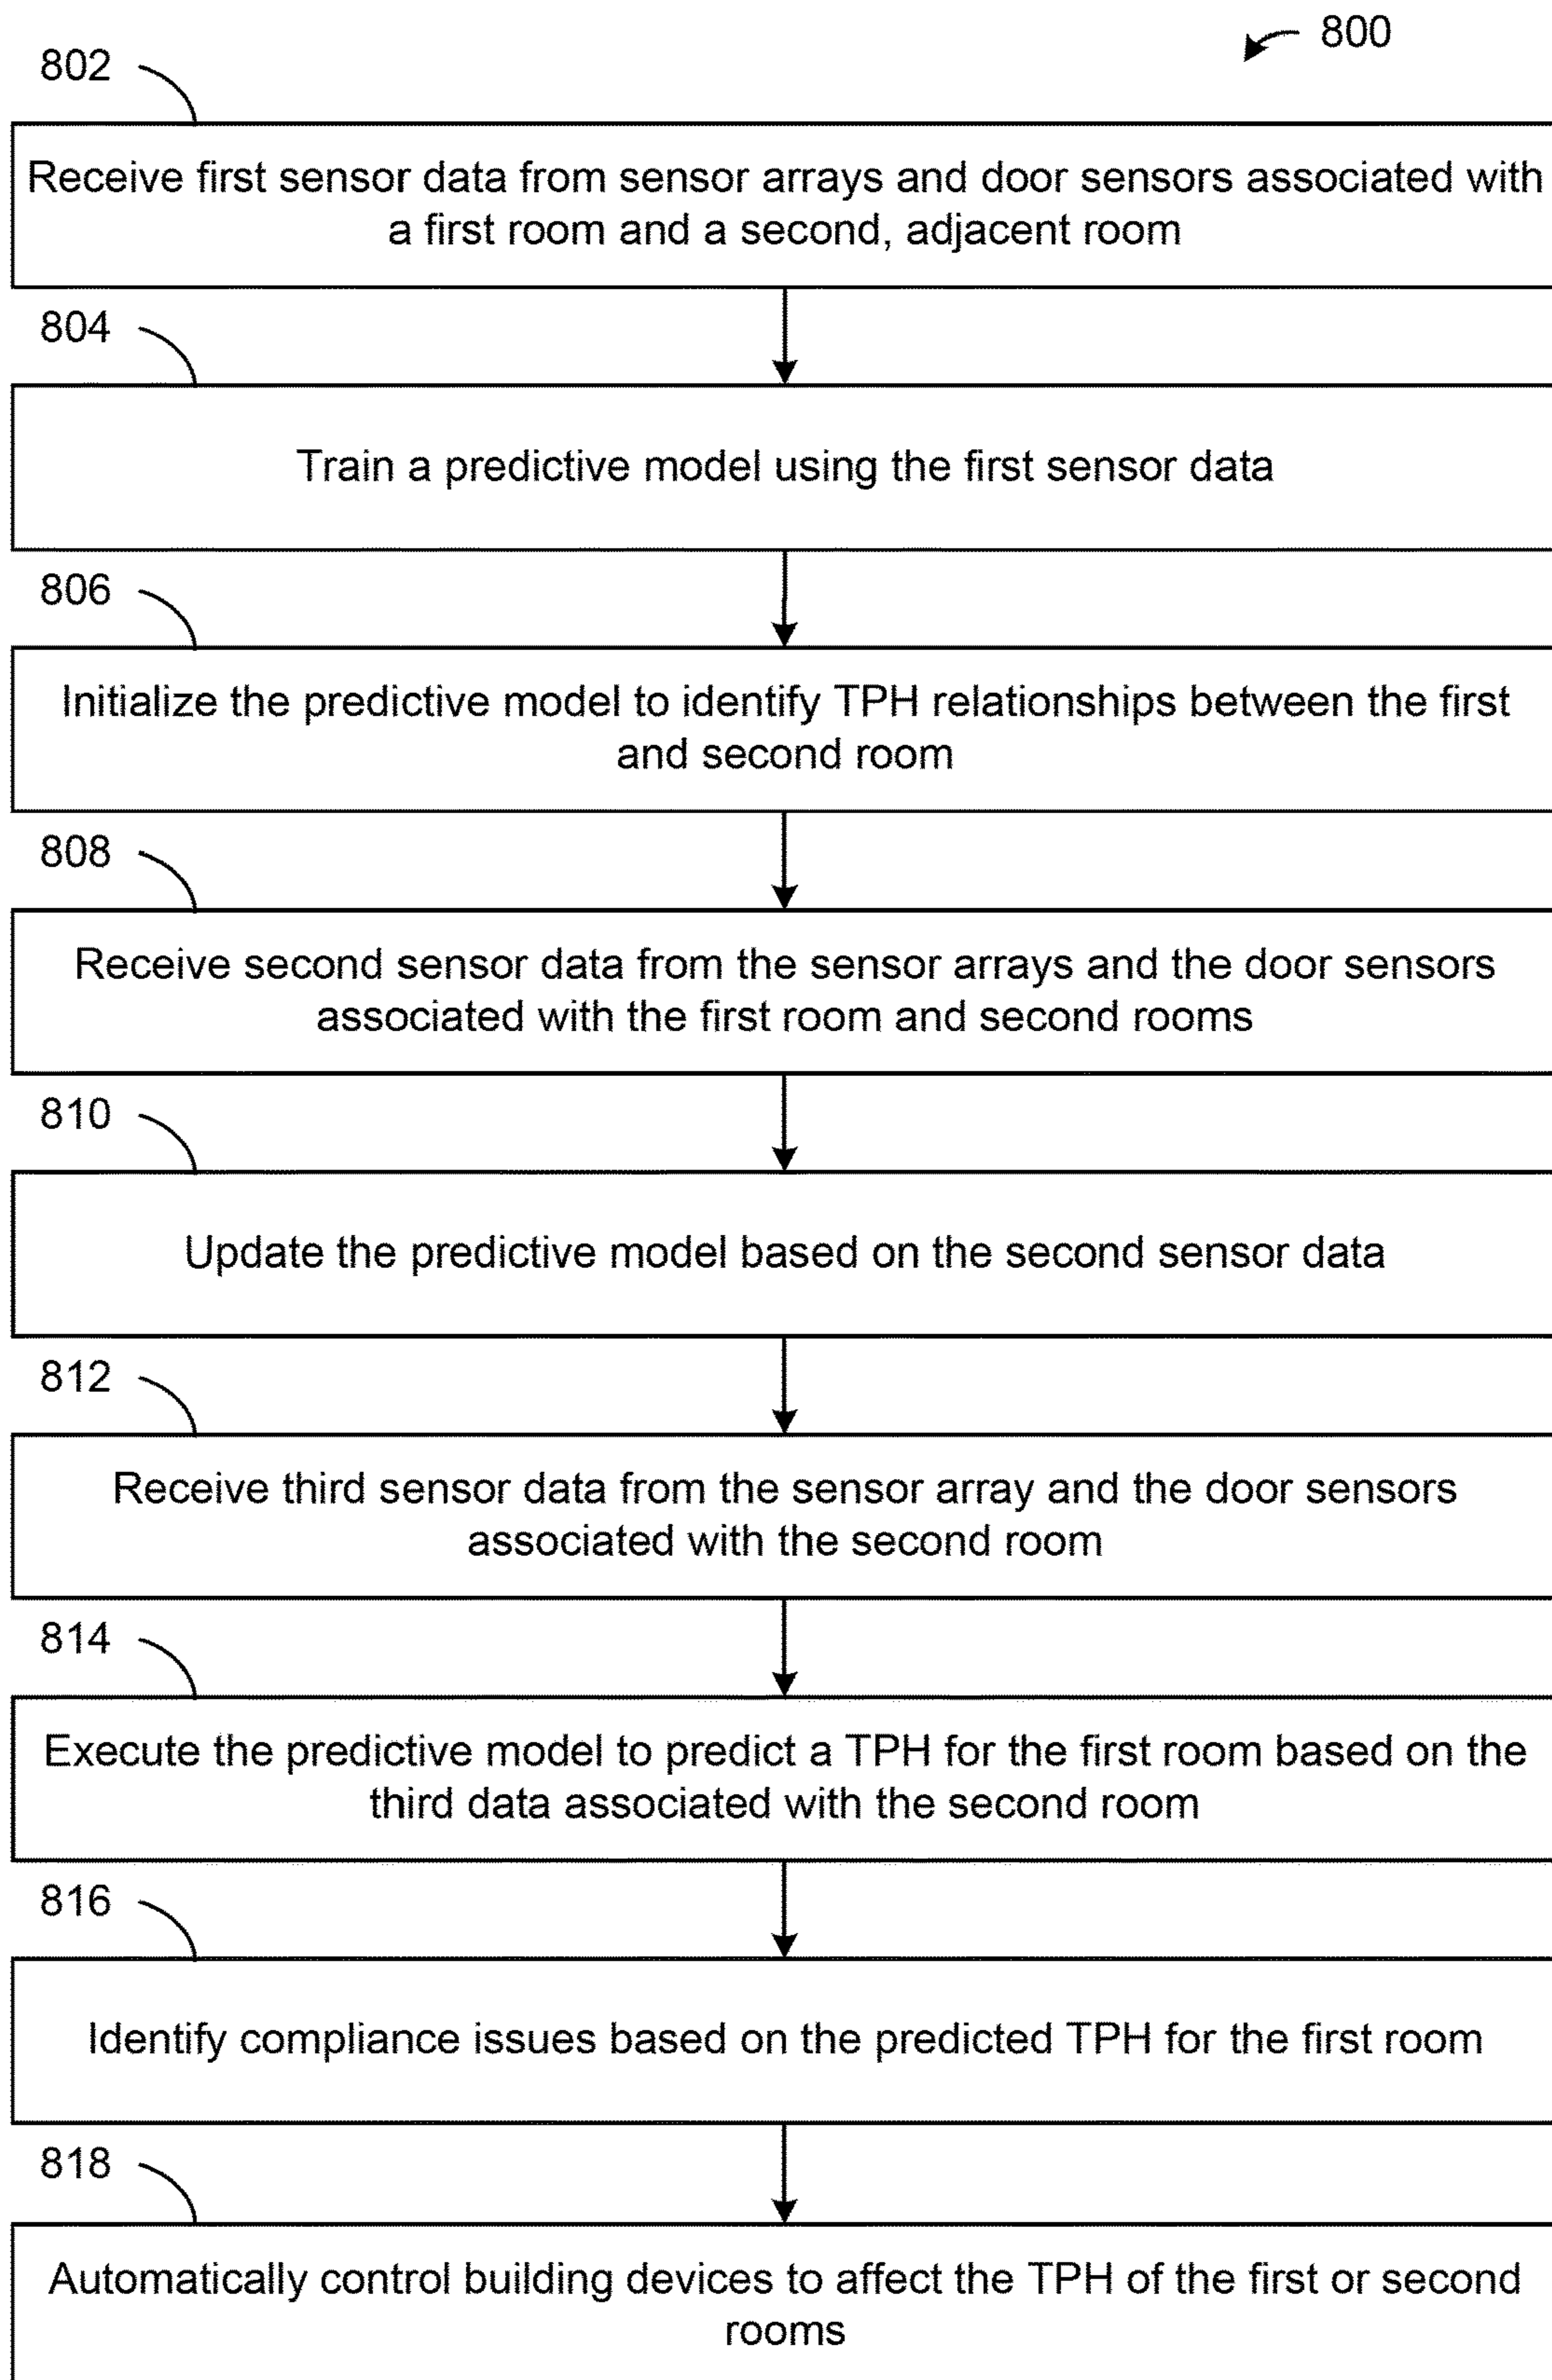 800
802
Receive first sensor data from sensor arrays and door sensors associated with
a first room and a second, adjacent room
804
Train a predictive model using the first sensor data
806
Initialize the predictive model to identify TPH relationships between the first
and second room
808
Receive second sensor data from the sensor arrays and the door sensors
associated with the first room and second rooms
810
Update the predictive model based on the second sensor data
812
Receive third sensor data from the sensor array and the door sensors
associated with the second room
814
Execute the predictive model to predict a TPH for the first room based on the
third data associated with the second room
816
Identify compliance issues based on the predicted TPH for the first room
818
Automatically control building devices to affect the TPH of the first or second
rooms